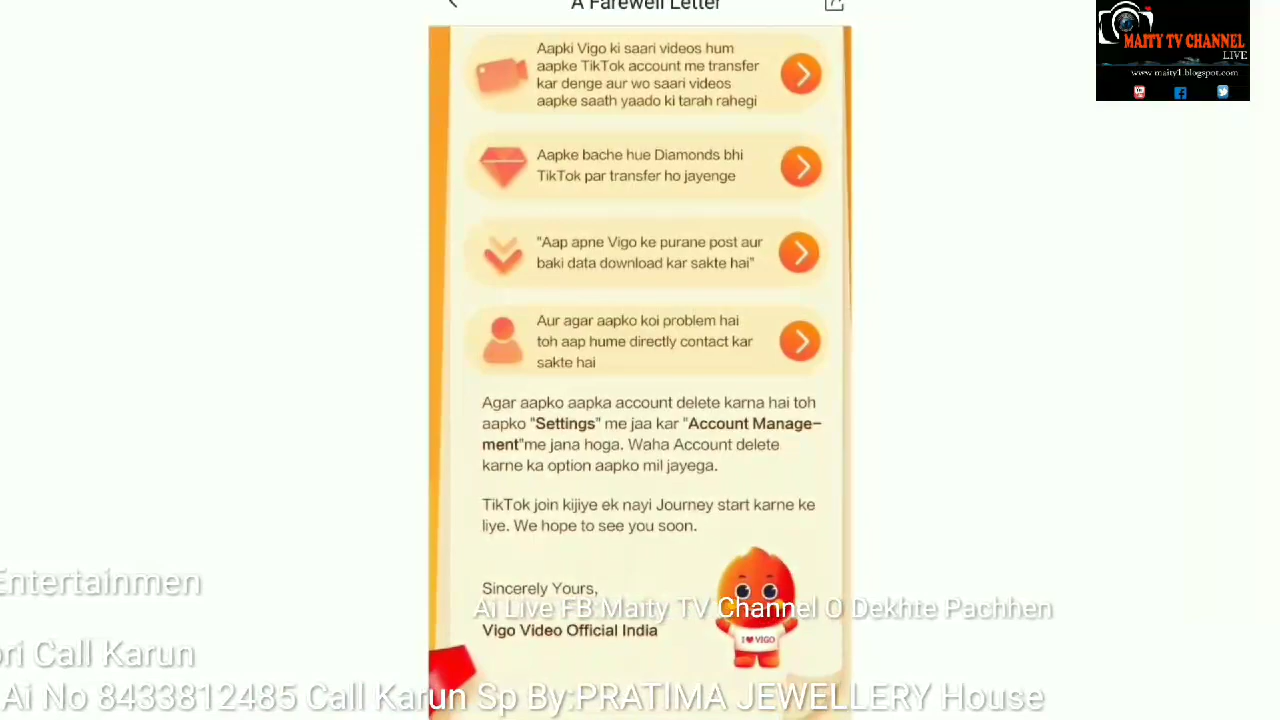 A Farewell Letter
MAITY TV CHANNEL
LIVE
www.maity1.blogspot.com
Aapki Vigo ki saari videos hum
aapke TikTok account me transfer
kar denge aur wo saari videos
aapke saath yaado ki tarah rahegi
Aapke bache hue Diamonds bhi
TikTok par transfer ho jayenge
"Aap apne Vigo ke purane post aur
baki data download kar sakte hai"
Aur agar aapko koi problem hai
toh aap hume directly contact kar
sakte hai
Agar aapko aapka account delete karna hai toh
aapko "Settings" me jaa kar "Account Manage-
ment"me jana hoga. Waha Account delete
karne ka option aapko mil jayega.
TikTok join kijiye ek nayi Journey start karne ke
liye. We hope to see you soon.
Sincerely Yours,
Vigo Video Official India
I ♥ VIGO
Entertainmen
Ai Live FB:Maity TV Channel O Dekhte Pachhen
ori Call Karun
Ai No 8433812485 Call Karun Sp By:PRATIMA JEWELLERY House